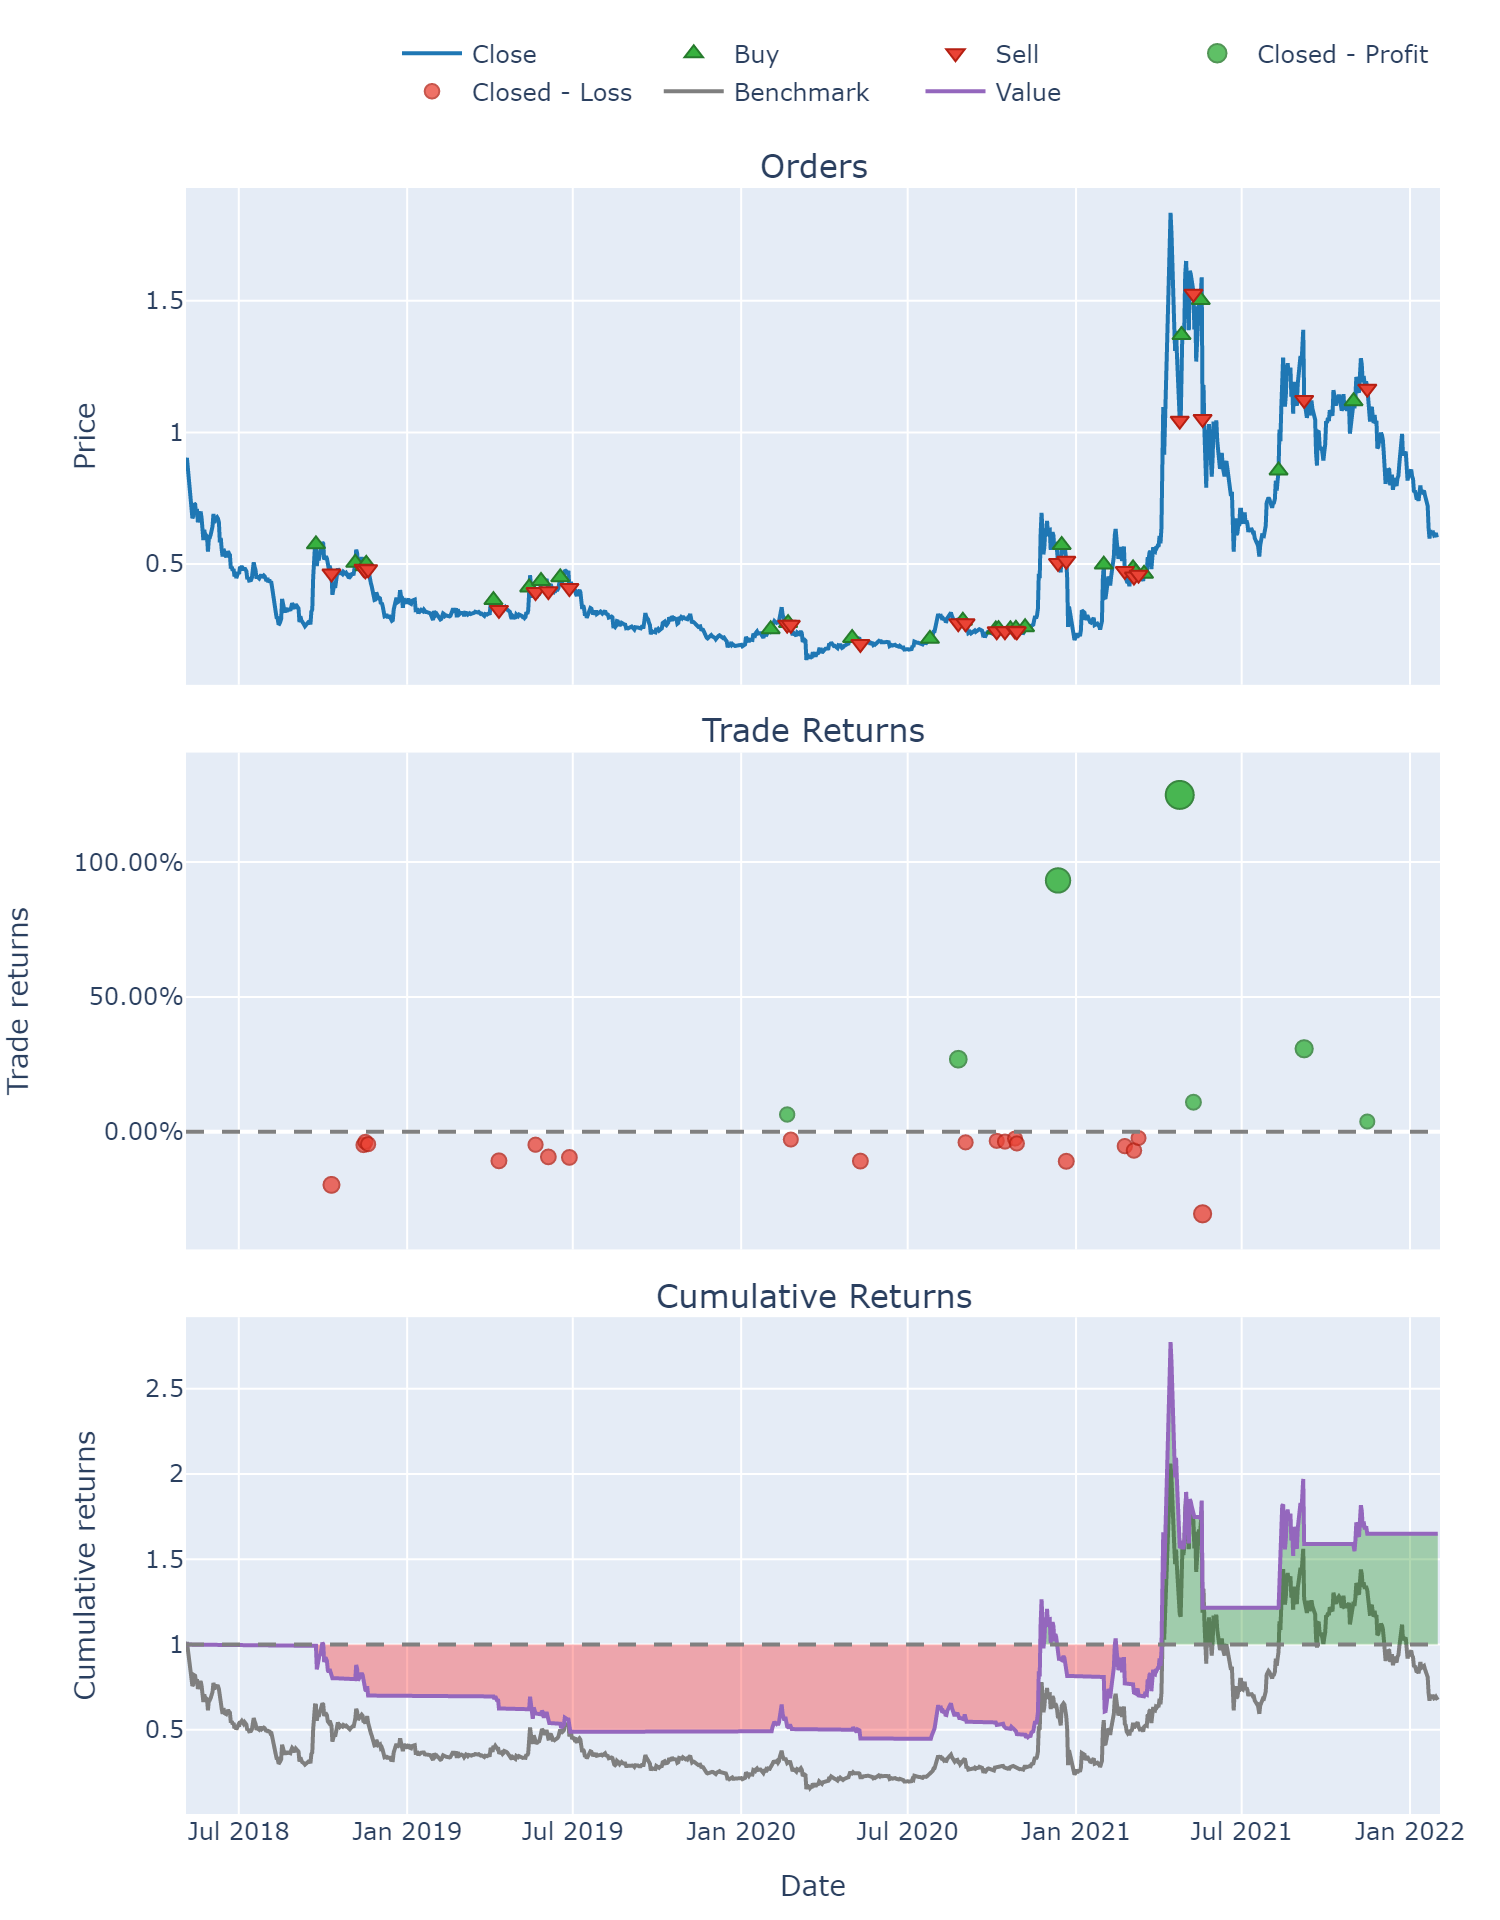 Close Buy Sell Closed - Profit
Closed - Loss Benchmark Value
Orders
1.5
1
0.5
Price
Trade Returns
100.00%
50.00%
0.00%
Trade returns
Cumulative Returns
2.5
2
1.5
1
0.5
Cumulative returns
Jul 2018 Jan 2019 Jul 2019 Jan 2020 Jul 2020 Jan 2021 Jul 2021 Jan 2022
Date